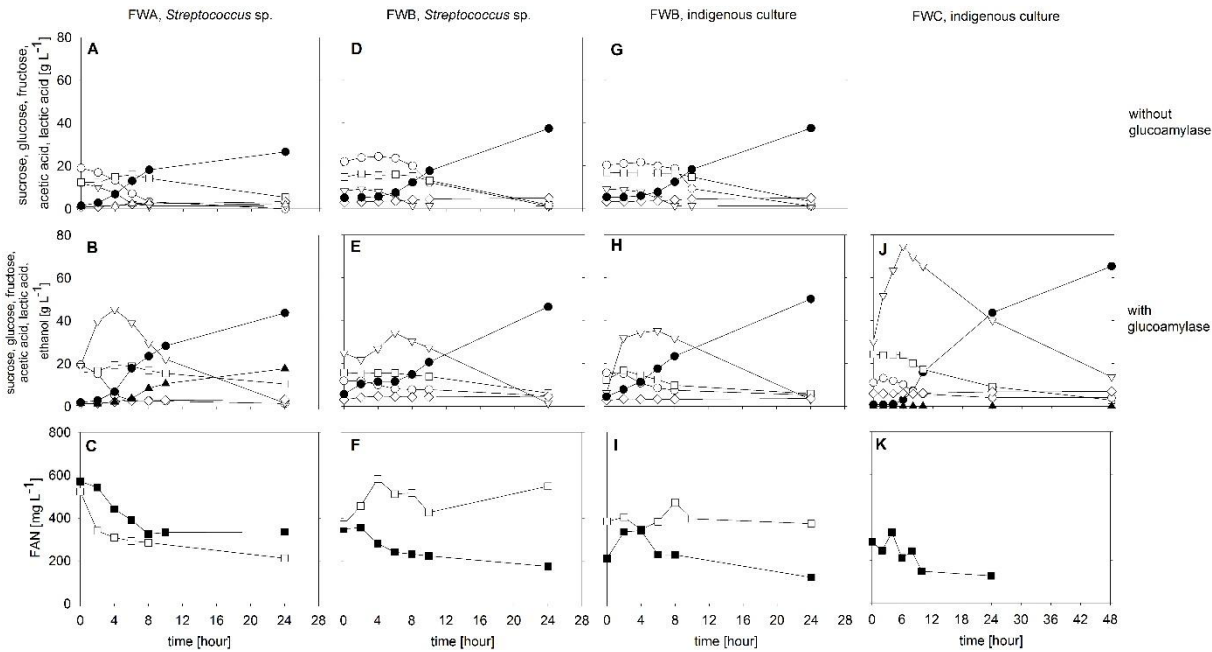 FWA, Streptococcus sp.
FWB, Streptococcus sp.
FWB, indigenous culture
FWC, indigenous culture
sucrose, glucose, fructose,
acetic acid, lactic acid [g L⁻¹]
80
60
40
20
0
A
D
G
without
glucoamylase
sucrose, glucose, fructose,
acetic acid, lactic acid,
ethanol [g L⁻¹]
80
60
40
20
0
B
E
H
J
with
glucoamylase
FAN [mg L⁻¹]
800
600
400
200
0
C
F
I
K
0 4 8 12 16 20 24 28
0 4 8 12 16 20 24 28
0 4 8 12 16 20 24 28
0 6 12 18 24 30 36 42 48
time [hour]
time [hour]
time [hour]
time [hour]